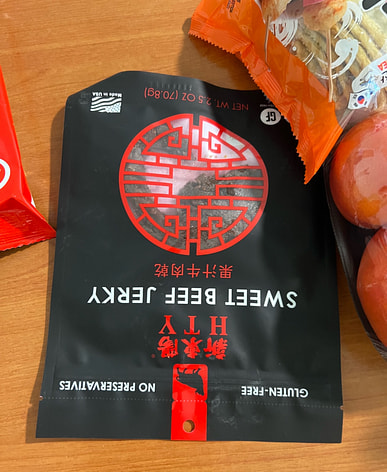 GLUTEN-FREE
NO PRESERVATIVES
新東陽
HTY
SWEET BEEF JERKY
果汁牛肉乾
GF
NET WT. 2.5 OZ (70.8g)
Made in USA